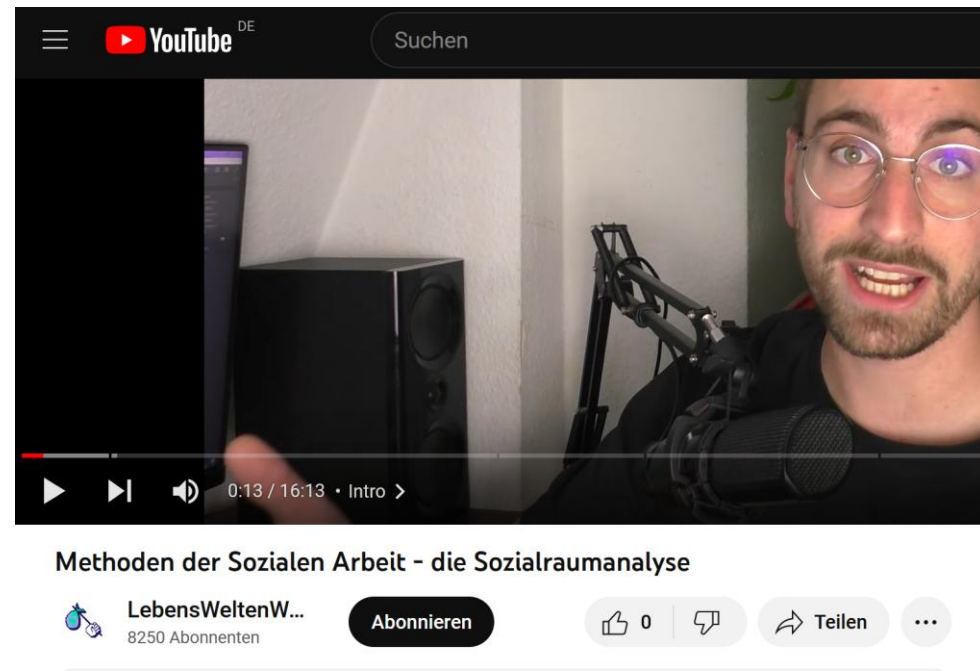 YouTube DE
Suchen
0:13 / 16:13 • Intro
Methoden der Sozialen Arbeit - die Sozialraumanalyse
LebensWeltenW...
8250 Abonnenten
Abonnieren
0
Teilen